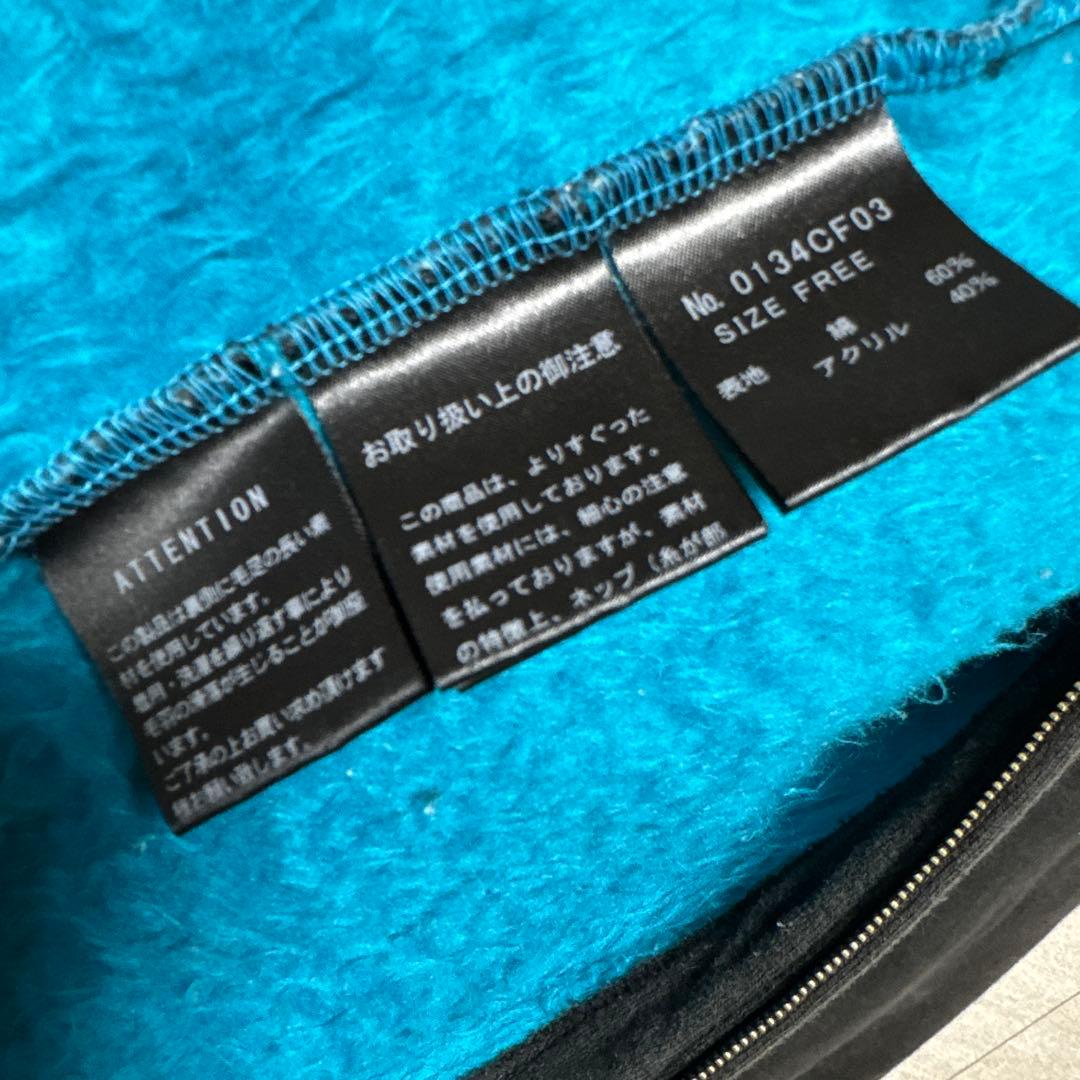 ATTENTION
この製品は裏側に毛足の長い素
材を使用しています。
着用・洗濯を繰り返す事により
毛羽の渋落が生じることが御座
います。
ご了承の上お買い求め頂けます
様お願い致します。
お取り扱い上の御注意
この商品は、よりすぐった
素材を使用しております。
使用素材には、細心の注意
を払っておりますが、素材
の特徴上、ネップ（糸が部
No. 0134CF03
SIZE FREE
表地 綿 60%
アクリル 40%